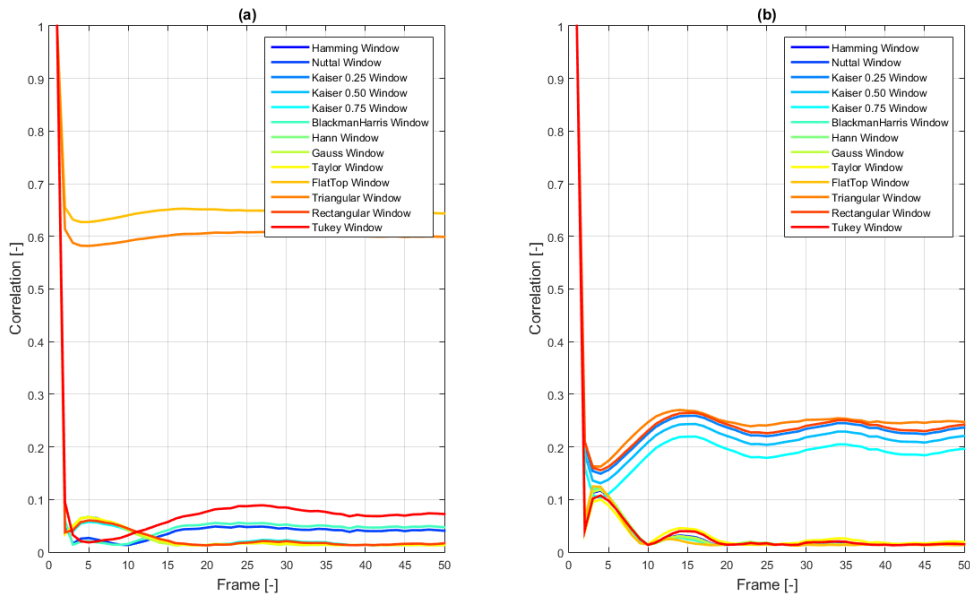 (a)
1
0.9
0.8
0.7
0.6
0.5
0.4
0.3
0.2
0.1
0
Correlation [-]
0 5 10 15 20 25 30 35 40 45 50
Frame [-]
Hamming Window
Nuttal Window
Kaiser 0.25 Window
Kaiser 0.50 Window
Kaiser 0.75 Window
BlackmanHarris Window
Hann Window
Gauss Window
Taylor Window
FlatTop Window
Triangular Window
Rectangular Window
Tukey Window
(b)
1
0.9
0.8
0.7
0.6
0.5
0.4
0.3
0.2
0.1
0
Correlation [-]
0 5 10 15 20 25 30 35 40 45 50
Frame [-]
Hamming Window
Nuttal Window
Kaiser 0.25 Window
Kaiser 0.50 Window
Kaiser 0.75 Window
BlackmanHarris Window
Hann Window
Gauss Window
Taylor Window
FlatTop Window
Triangular Window
Rectangular Window
Tukey Window